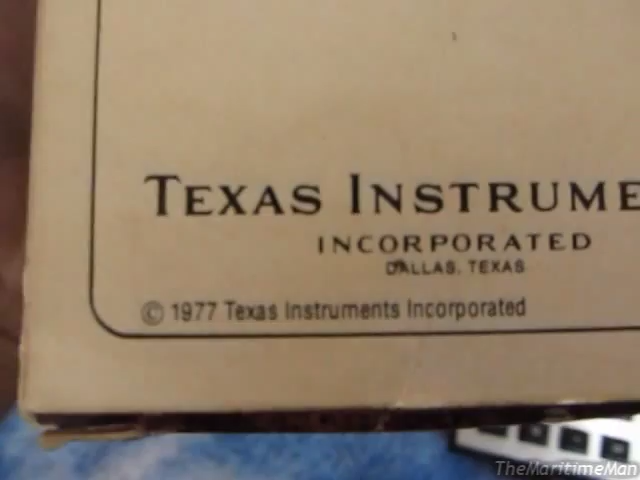 TEXAS INSTRUME
INCORPORATED
DALLAS, TEXAS
© 1977 Texas Instruments Incorporated
TheMaritimeMan